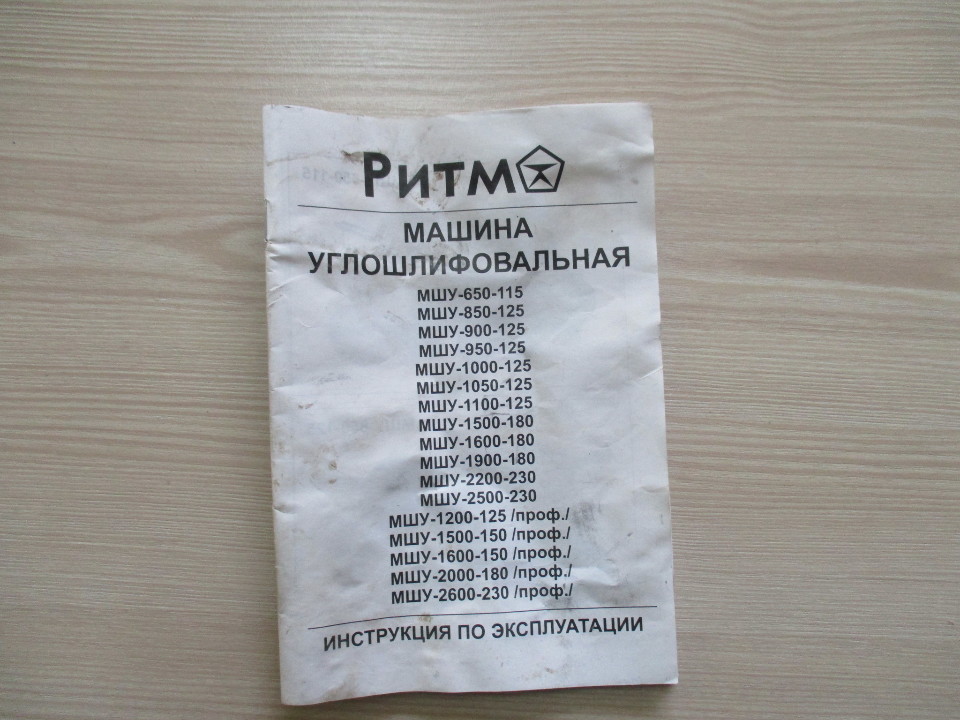 Ритм
МАШИНА
УГЛОШЛИФОВАЛЬНАЯ
МШУ-650-115
МШУ-850-125
МШУ-900-125
МШУ-950-125
МШУ-1000-125
МШУ-1050-125
МШУ-1100-125
МШУ-1500-180
МШУ-1600-180
МШУ-1900-180
МШУ-2200-230
МШУ-2500-230
МШУ-1200-125 /проф./
МШУ-1500-150 /проф./
МШУ-1600-150 /проф./
МШУ-2000-180 /проф./
МШУ-2600-230 /проф./
ИНСТРУКЦИЯ ПО ЭКСПЛУАТАЦИИ